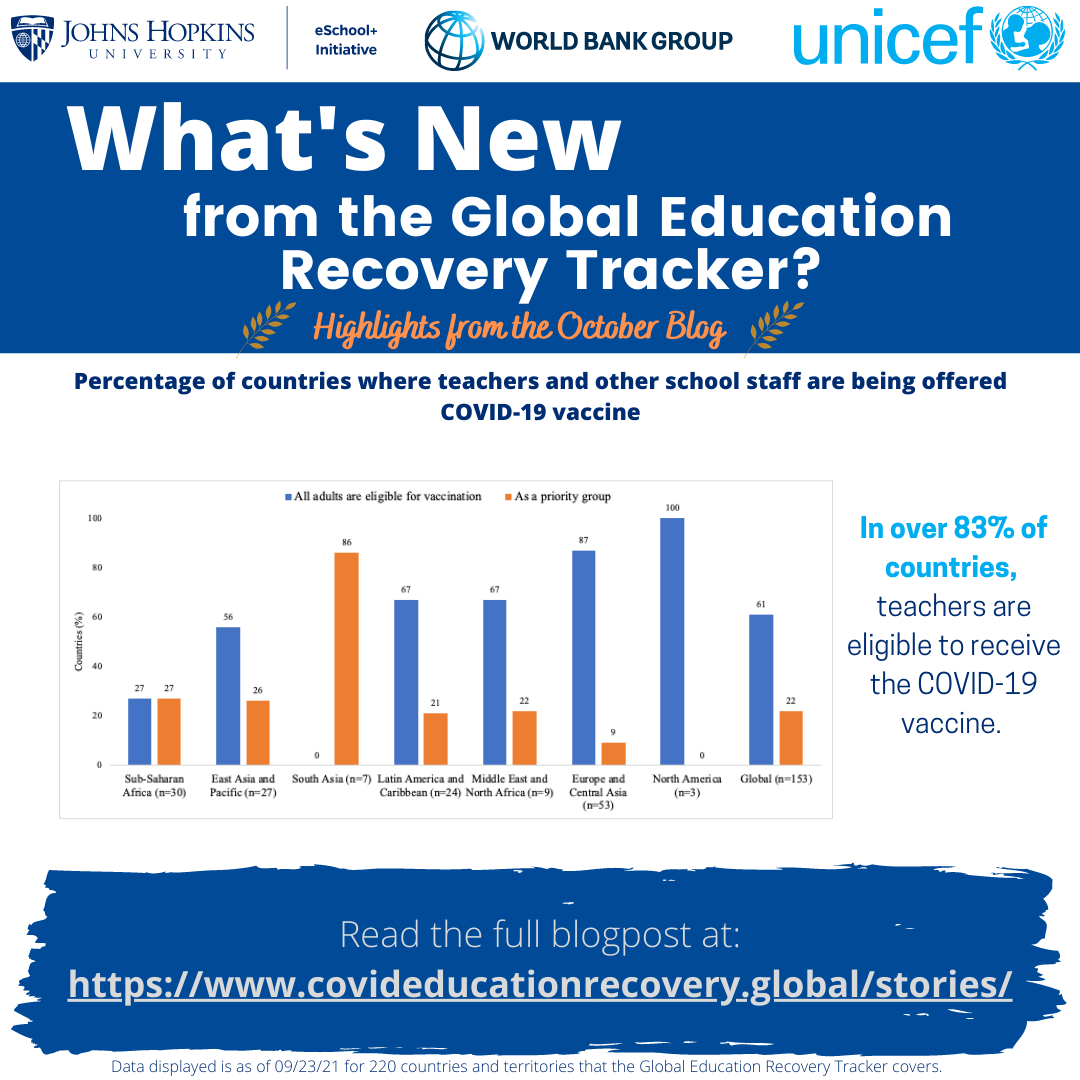 JOHNS HOPKINS
UNIVERSITY
eSchool+
Initiative
WORLD BANK GROUP
unicef
What's New
from the Global Education
Recovery Tracker?
Highlights from the October Blog
Percentage of countries where teachers and other school staff are being offered
COVID-19 vaccine
All adults are eligible for vaccination
As a priority group
Countries (%)
100
80
60
40
20
0
27
27
56
26
0
86
67
21
67
22
87
9
100
0
61
22
Sub-Saharan
Africa (n=30)
East Asia and
Pacific (n=27)
South Asia (n=7)
Latin America and
Caribbean (n=24)
Middle East and
North Africa (n=9)
Europe and
Central Asia
(n=53)
North America
(n=3)
Global (n=153)
In over 83% of
countries,
teachers are
eligible to receive
the COVID-19
vaccine.
Read the full blogpost at:
https://www.covideducationrecovery.global/stories/
Data displayed is as of 09/23/21 for 220 countries and territories that the Global Education Recovery Tracker covers.